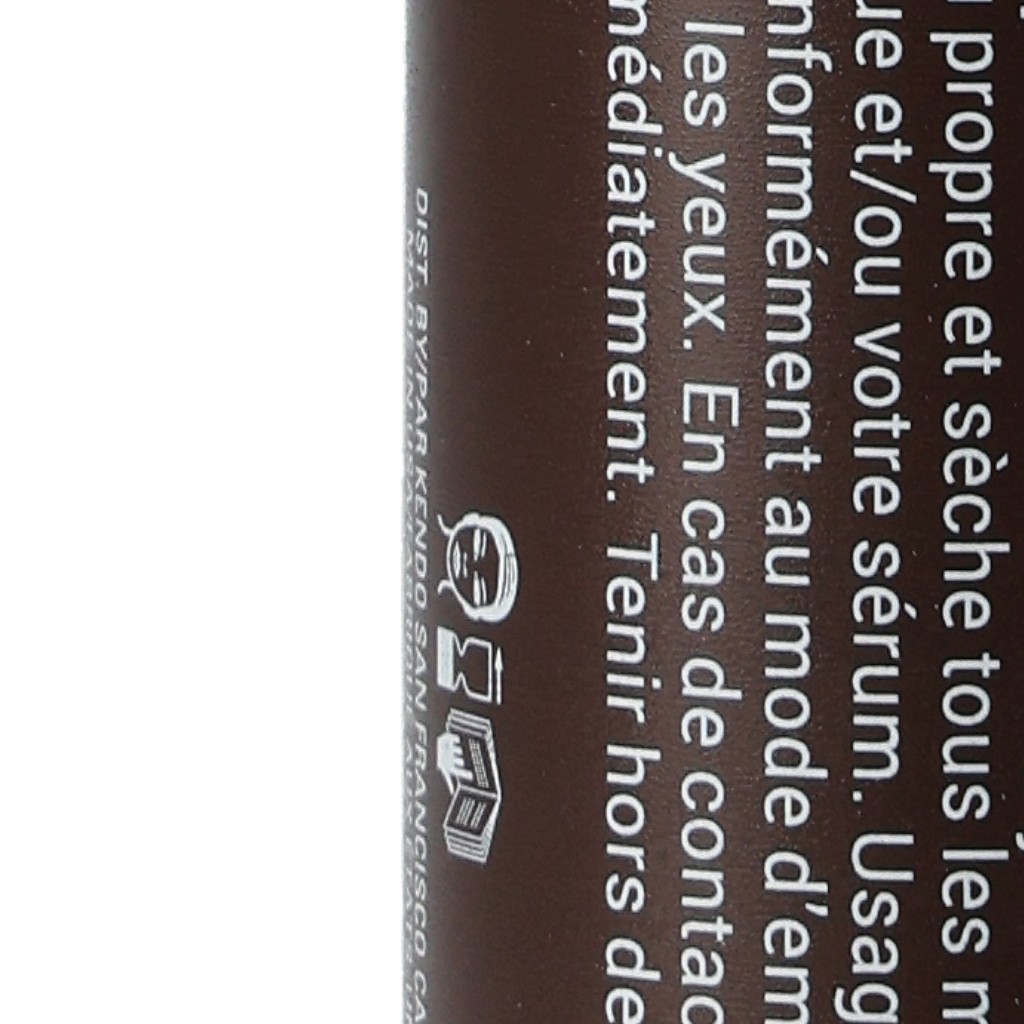 propre et sèche tous les m
ue et/ou votre sérum. Usag
nformément au mode d'em
les yeux. En cas de contac
médiatement. Tenir hors de
DIST. BY/PAR KENDO SAN FRANCISCO CA